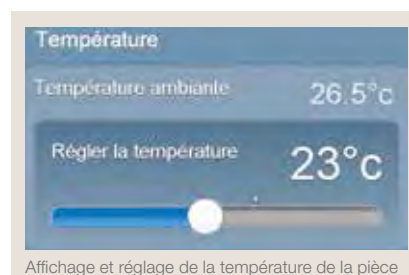 Température
Température ambiante 26.5°c
Régler la température 23°c
Affichage et réglage de la température de la pièce